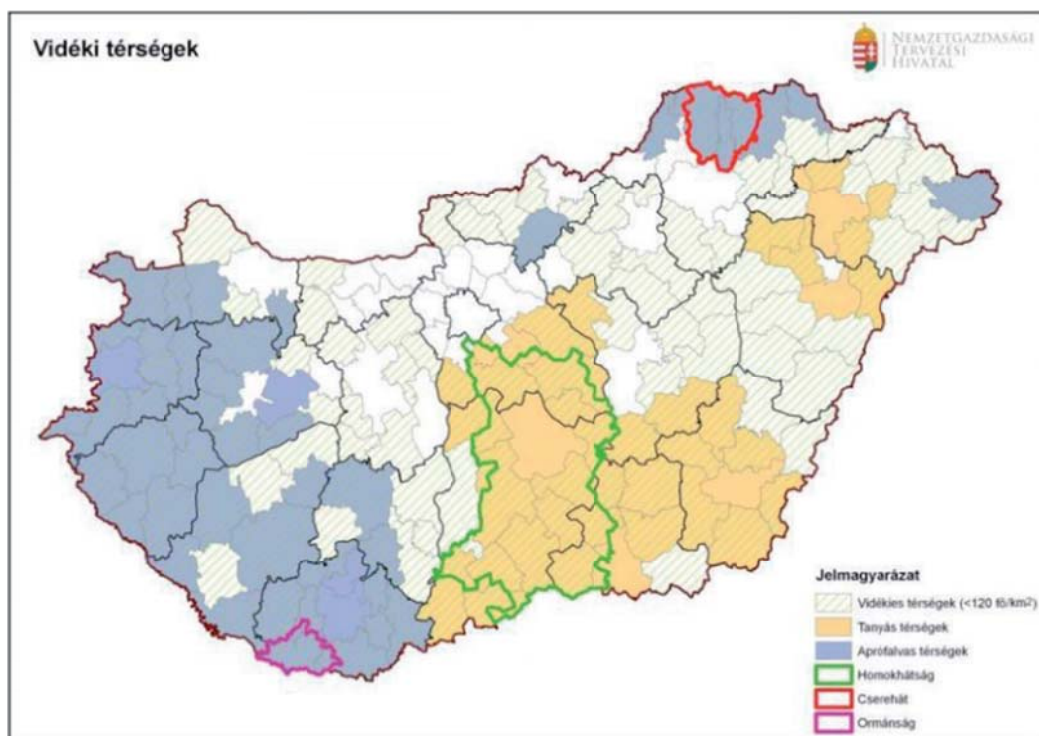 Vidéki térségek
NEMZETGAZDASÁGI
TERVEZÉSI
HIVATAL
Jelmagyarázat
Vidékies térségek (<120 fő/km2)
Tanyás térségek
Aprófalvas térségek
Homokhátság
Cserehát
Ormánság